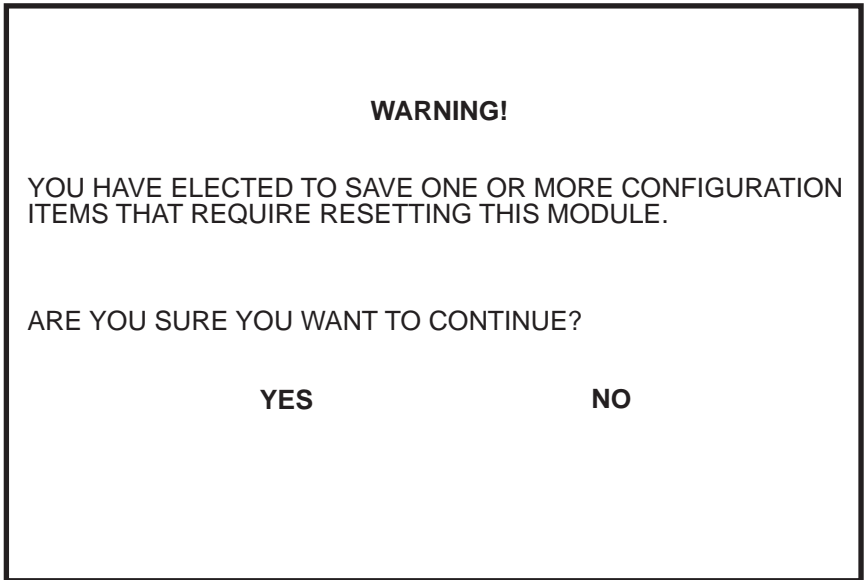 WARNING!
YOU HAVE ELECTED TO SAVE ONE OR MORE CONFIGURATION
ITEMS THAT REQUIRE RESETTING THIS MODULE.
ARE YOU SURE YOU WANT TO CONTINUE?
YES NO